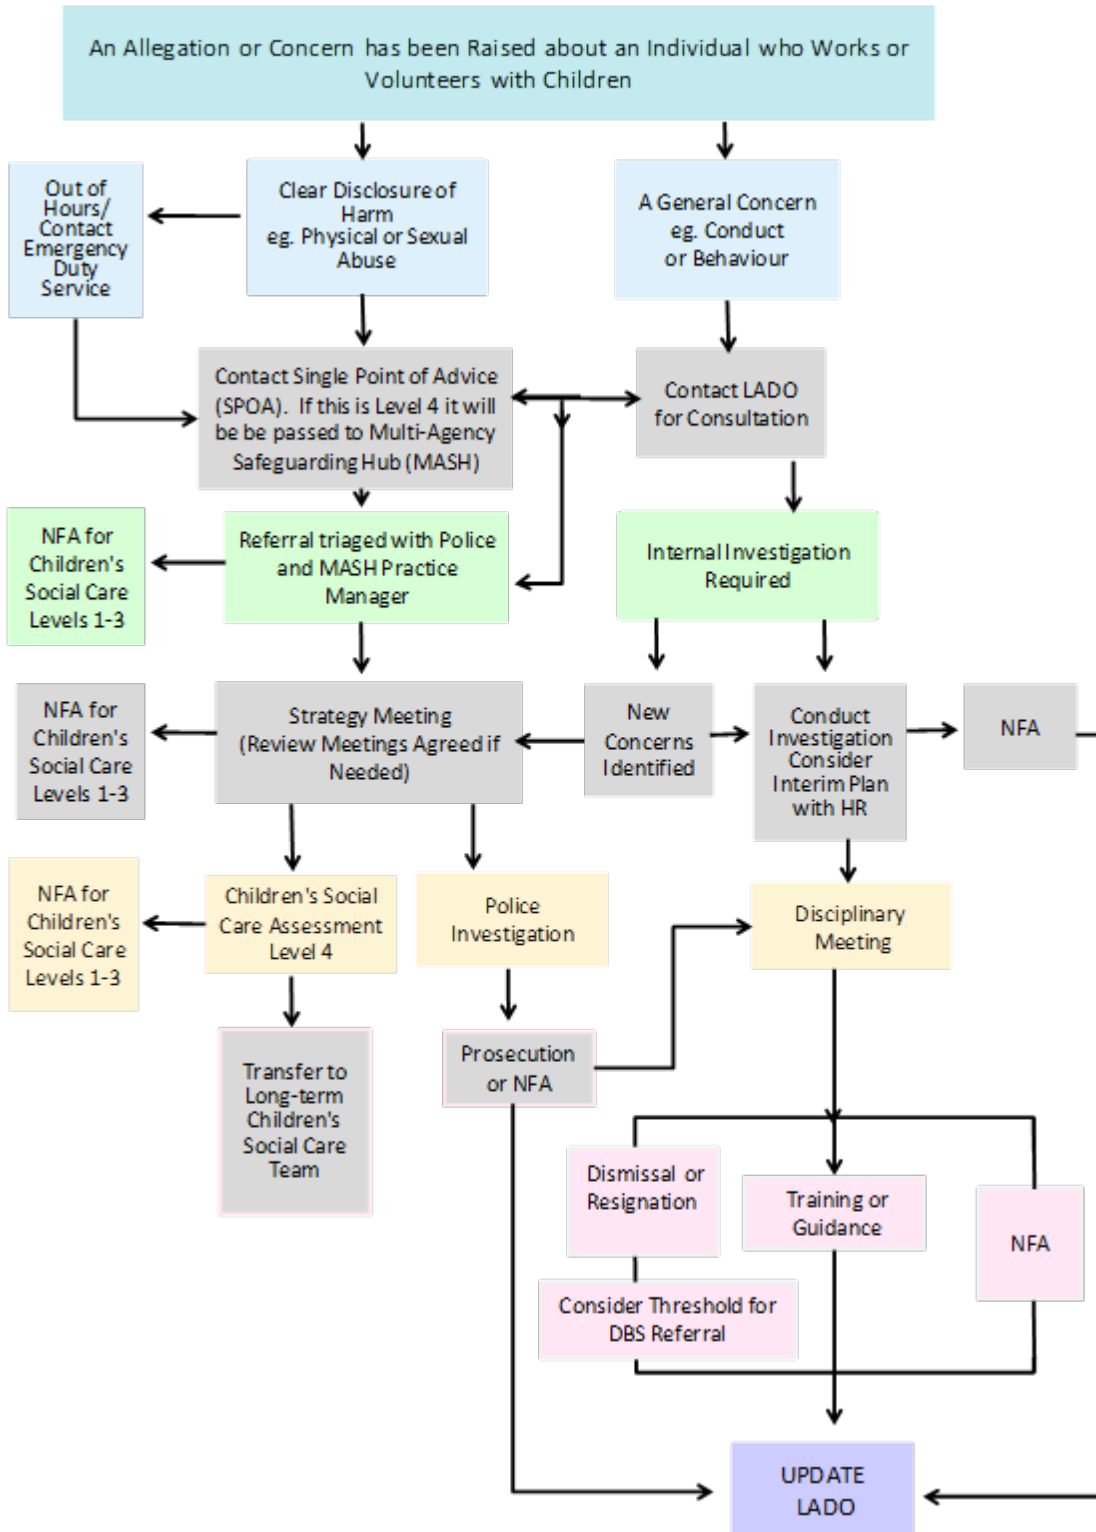 An Allegation or Concern has been Raised about an Individual who Works or
Volunteers with Children
Out of
Hours/
Contact
Emergency
Duty
Service
Clear Disclosure of
Harm
eg. Physical or Sexual
Abuse
A General Concern
eg. Conduct
or Behaviour
Contact Single Point of Advice
(SPOA). If this is Level 4 it will
be be passed to Multi-Agency
Safeguarding Hub (MASH)
Contact LADO
for Consultation
NFA for
Children's
Social Care
Levels 1-3
Referral triaged with Police
and MASH Practice
Manager
Internal Investigation
Required
NFA for
Children's
Social Care
Levels 1-3
Strategy Meeting
(Review Meetings Agreed if
Needed)
New
Concerns
Identified
Conduct
Investigation
Consider
Interim Plan
with HR
NFA
NFA for
Children's
Social Care
Levels 1-3
Children's Social
Care Assessment
Level 4
Police
Investigation
Disciplinary
Meeting
Transfer to
Long-term
Children's
Social Care
Team
Prosecution
or NFA
Dismissal or
Resignation
Training or
Guidance
NFA
Consider Threshold for
DBS Referral
UPDATE
LADO